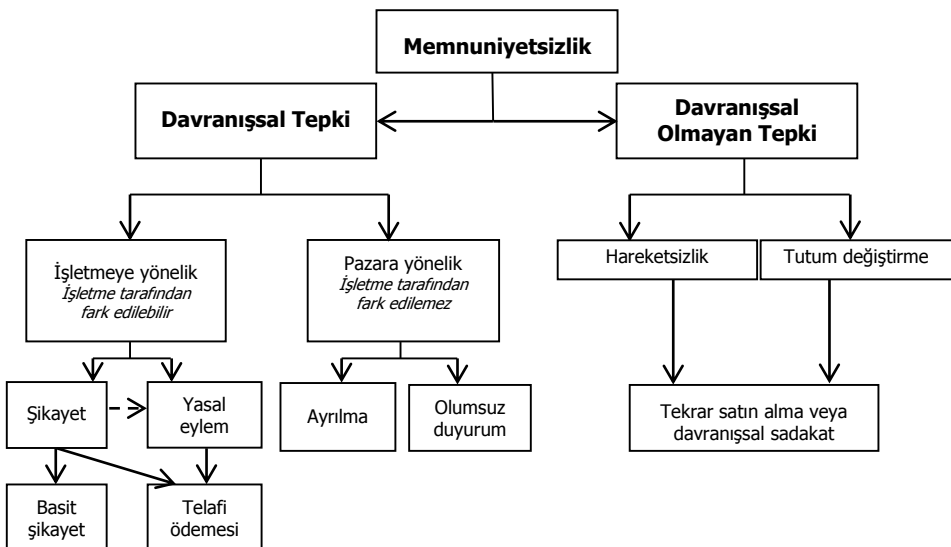 Memnuniyetsizlik
Davranışsal Tepki
Davranışsal
Olmayan Tepki
İşletmeye yönelik
İşletme tarafından
fark edilebilir
Pazara yönelik
İşletme tarafından
fark edilemez
Hareketsizlik
Tutum değiştirme
Şikayet
Yasal
eylem
Ayrılma
Olumsuz
duyurum
Tekrar satın alma veya
davranışsal sadakat
Basit
şikayet
Telafi
ödemesi